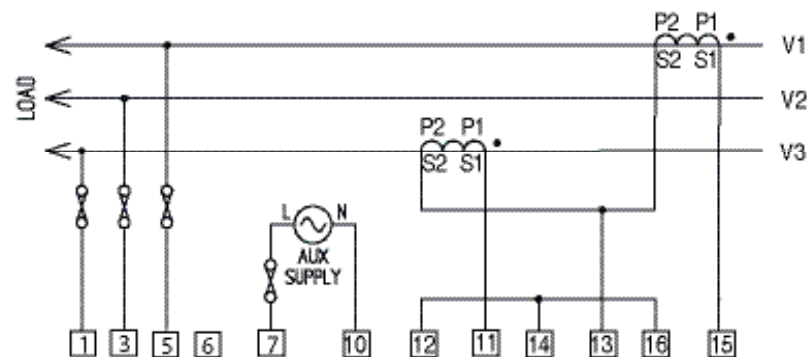 P2 P1
S2 S1
V1
LOAD
V2
P2 P1
S2 S1
V3
L N
AUX
SUPPLY
1 3 5 6 7 10 12 11 14 13 16 15